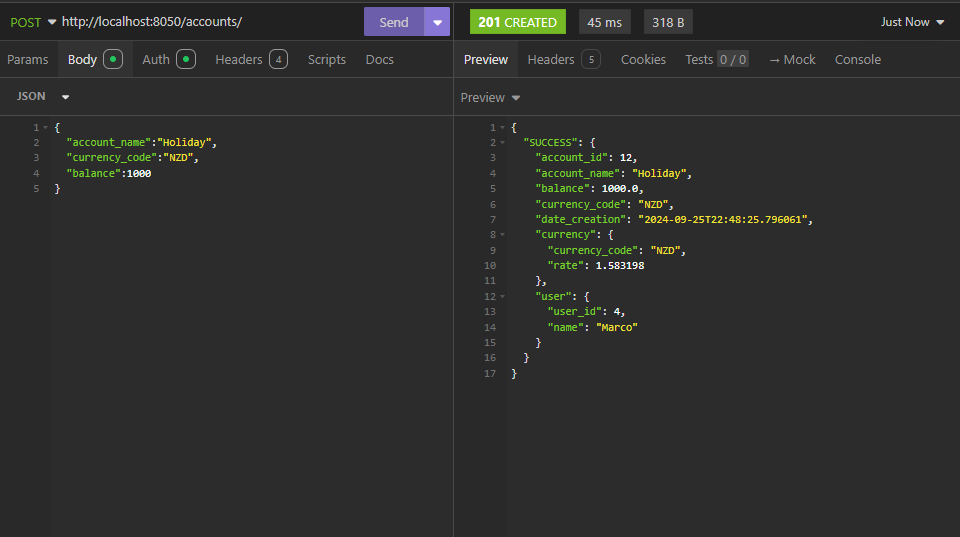 POST http://localhost:8050/accounts/ Send 201 CREATED 45 ms 318 B Just Now
Params Body Auth Headers 4 Scripts Docs Preview Headers 5 Cookies Tests 0 / 0 → Mock Console
JSON
Preview
1 {
2 "account_name":"Holiday",
3 "currency_code":"NZD",
4 "balance":1000
5 }
1 {
2 "SUCCESS": {
3 "account_id": 12,
4 "account_name": "Holiday",
5 "balance": 1000.0,
6 "currency_code": "NZD",
7 "date_creation": "2024-09-25T22:48:25.796061",
8 "currency": {
9 "currency_code": "NZD",
10 "rate": 1.583198
11 },
12 "user": {
13 "user_id": 4,
14 "name": "Marco"
15 }
16 }
17 }